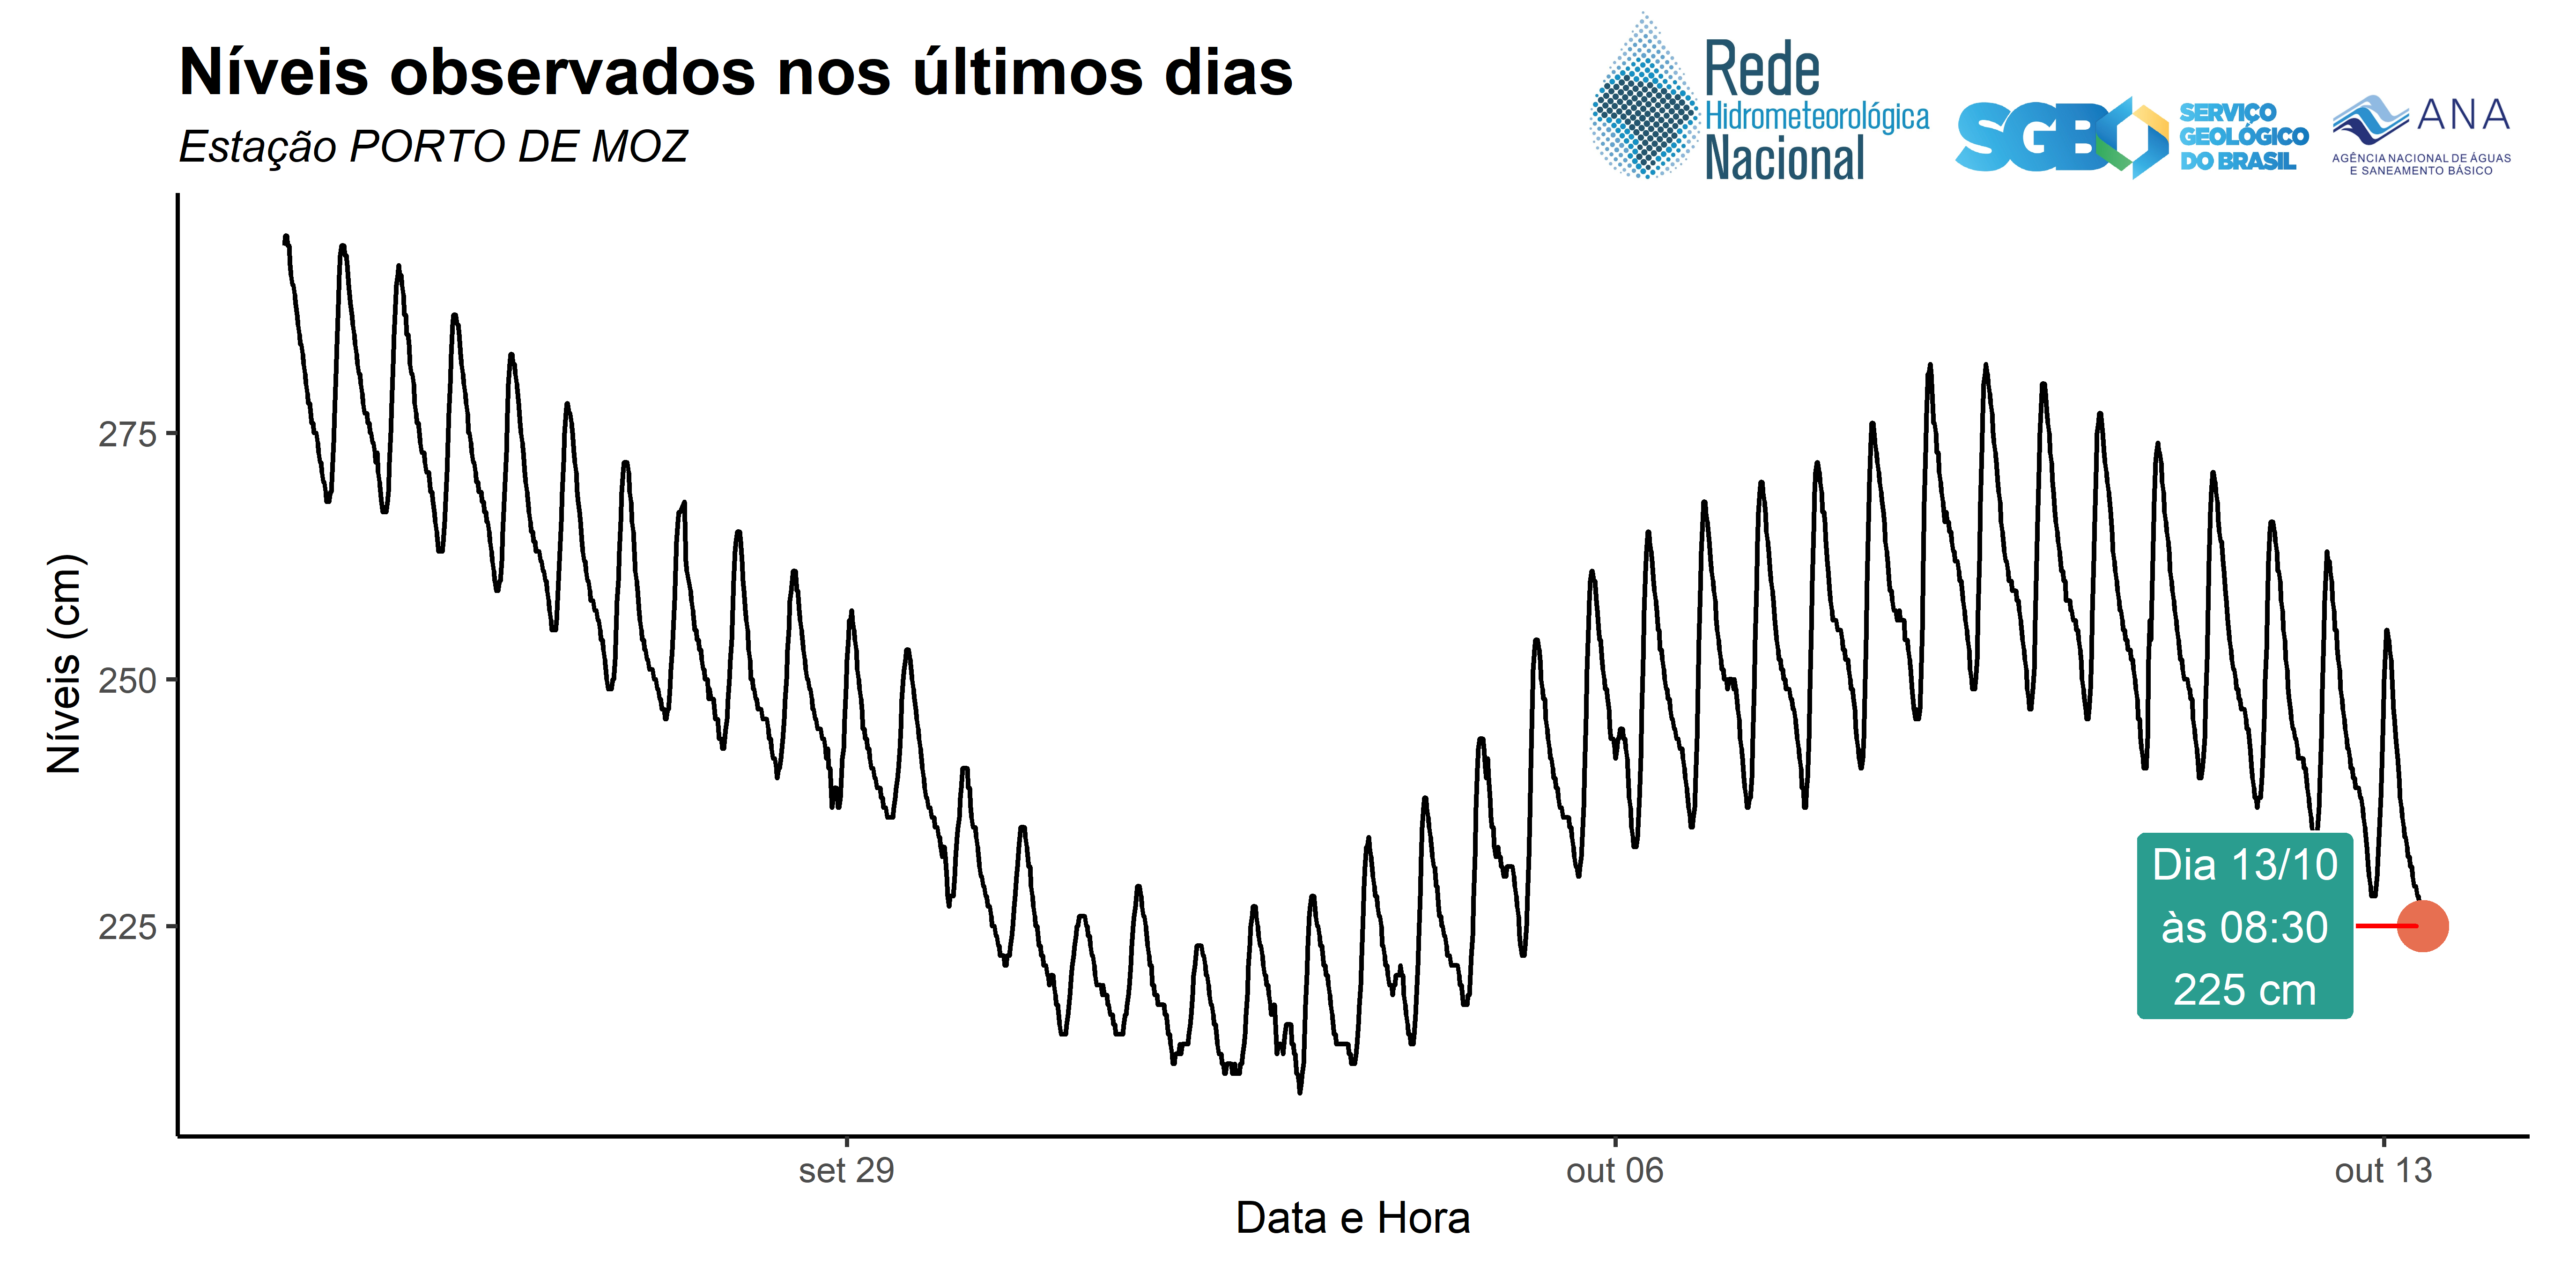 Níveis observados nos últimos dias
Estação PORTO DE MOZ
Rede
Hidrometeorológica
Nacional
SGB
SERVIÇO
GEOLÓGICO
DO BRASIL
ANA
AGÊNCIA NACIONAL DE ÁGUAS
E SANEAMENTO BÁSICO
Níveis (cm)
275
250
225
Dia 13/10
às 08:30
225 cm
set 29
out 06
out 13
Data e Hora